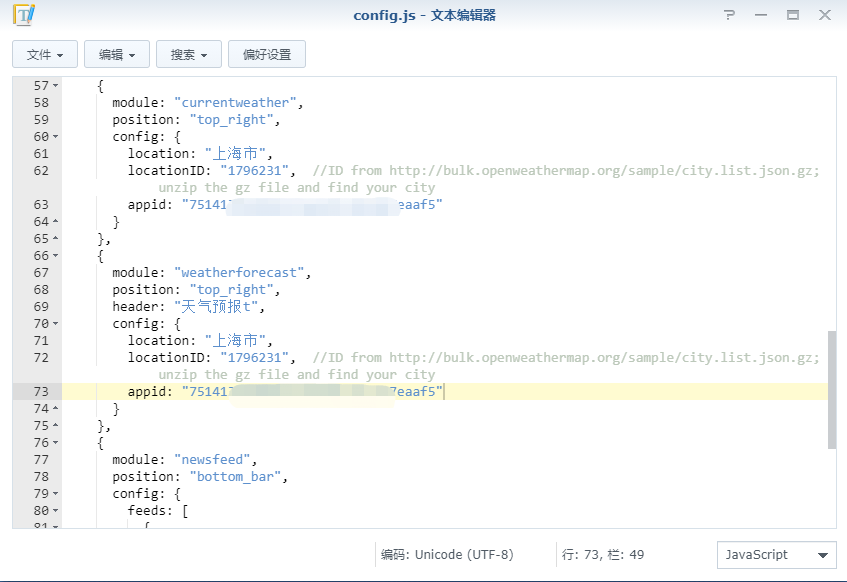 config.js - 文本编辑器
文件 编辑 搜索 偏好设置
57 {
58 module: "currentweather",
59 position: "top_right",
60 config: {
61 location: "上海市",
62 locationID: "1796231", //ID from http://bulk.openweathermap.org/sample/city.list.json.gz;
unzip the gz file and find your city
63 appid: "75141 eaaf5"
64 }
65 },
66 {
67 module: "weatherforecast",
68 position: "top_right",
69 header: "天气预报t",
70 config: {
71 location: "上海市",
72 locationID: "1796231", //ID from http://bulk.openweathermap.org/sample/city.list.json.gz;
unzip the gz file and find your city
73 appid: "75141 7eaaf5"
74 }
75 },
76 {
77 module: "newsfeed",
78 position: "bottom_bar",
79 config: {
80 feeds: [
81 {
编码: Unicode (UTF-8) 行: 73, 栏: 49 JavaScript